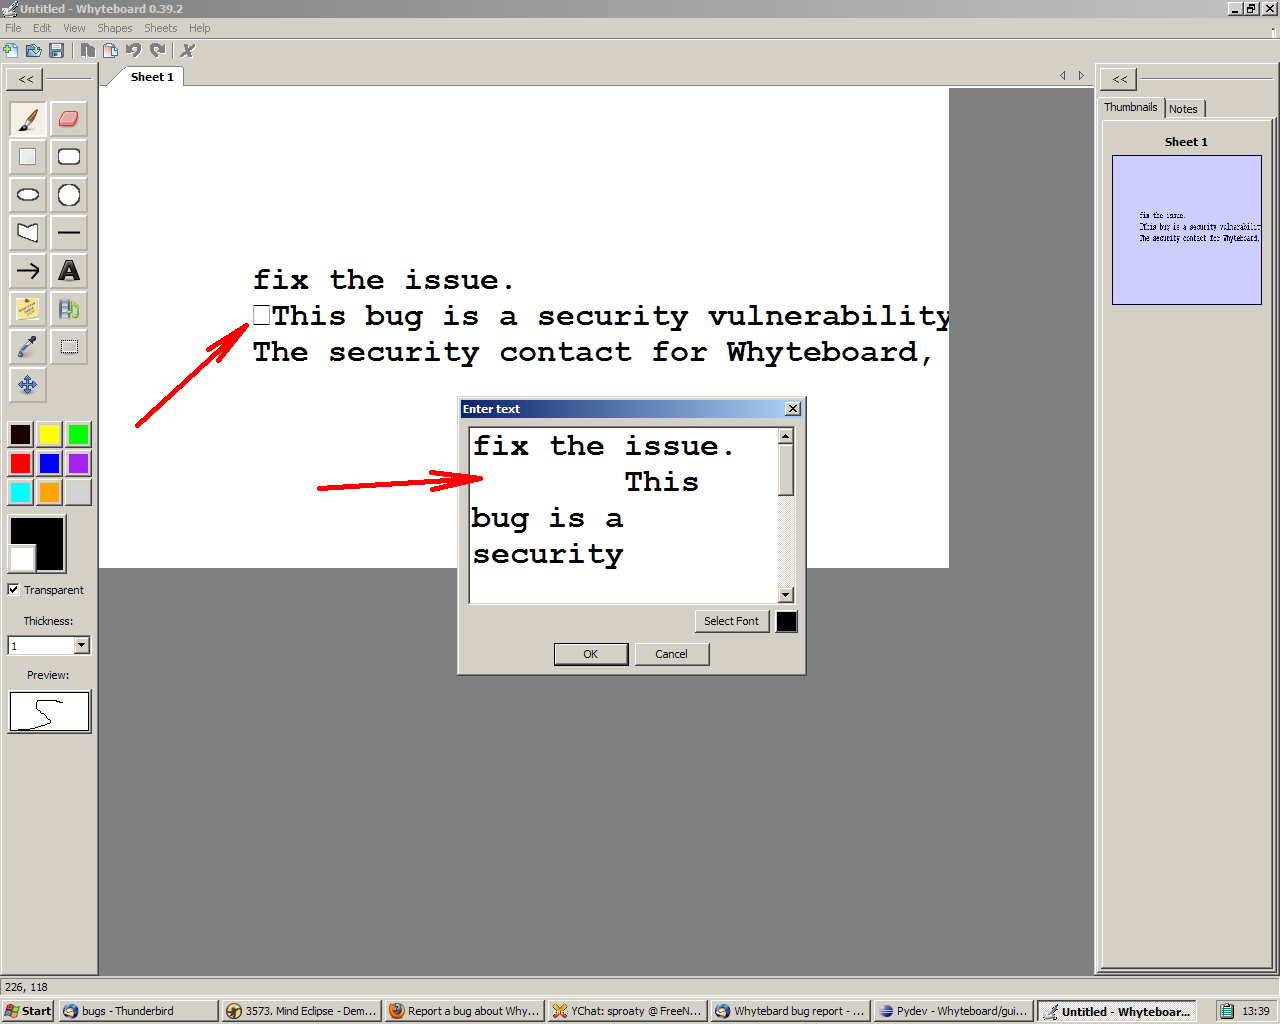 Untitled - Whyteboard 0.39.2
File Edit View Shapes Sheets Help
<<
Sheet 1
<<
Thumbnails Notes
Sheet 1
fix the issue.
This bug is a security vulnerabilit
The security contact for Whyteboard,
fix the issue.
This bug is a security vulnerability
The security contact for Whyteboard,
Enter text
fix the issue.
This
bug is a
security
Select Font
OK Cancel
A
Transparent
Thickness:
1
Preview:
226, 118
Start bugs - Thunderbird 3573. Mind Eclipse - Dem... Report a bug about Why... YChat: sproaty @ FreeN... Whytebard bug report - ... Pydev - Whyteboard/gui... Untitled - Whyteboar... 13:39